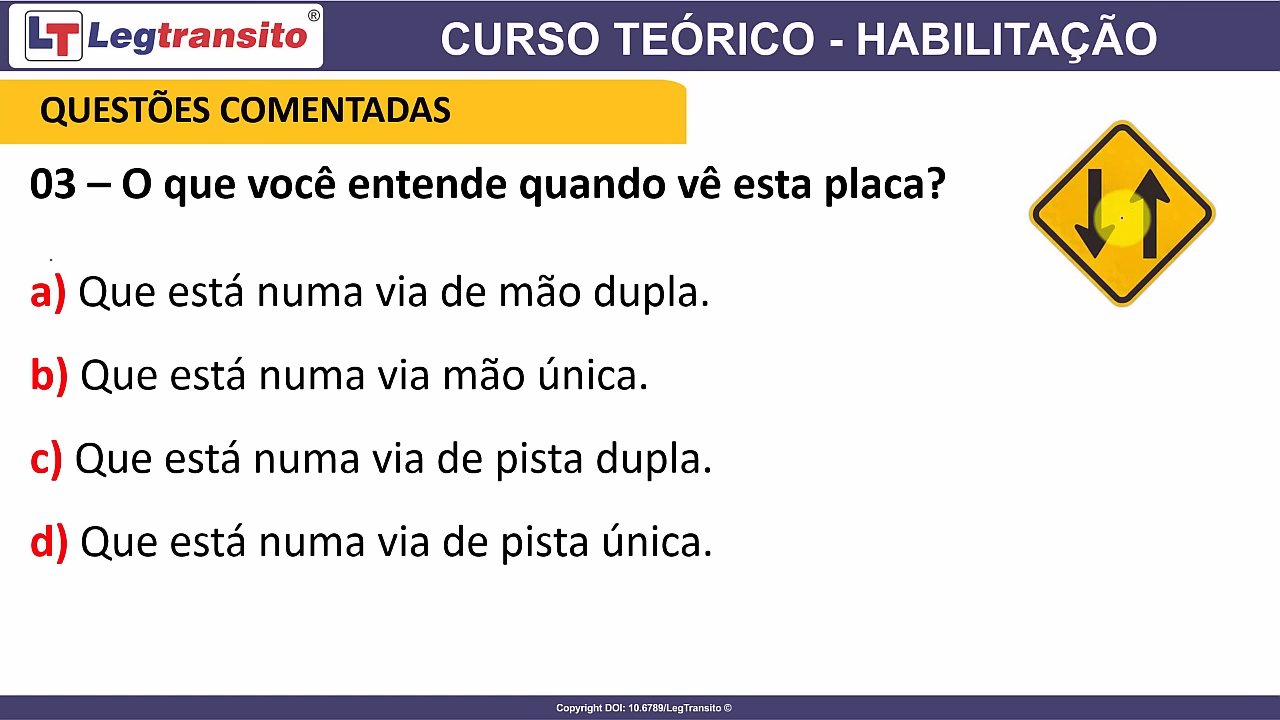 LT Legtransito®
CURSO TEÓRICO - HABILITAÇÃO
QUESTÕES COMENTADAS
03 – O que você entende quando vê esta placa?
a) Que está numa via de mão dupla.
b) Que está numa via mão única.
c) Que está numa via de pista dupla.
d) Que está numa via de pista única.
Copyright DOI: 10.6789/LegTransito ©